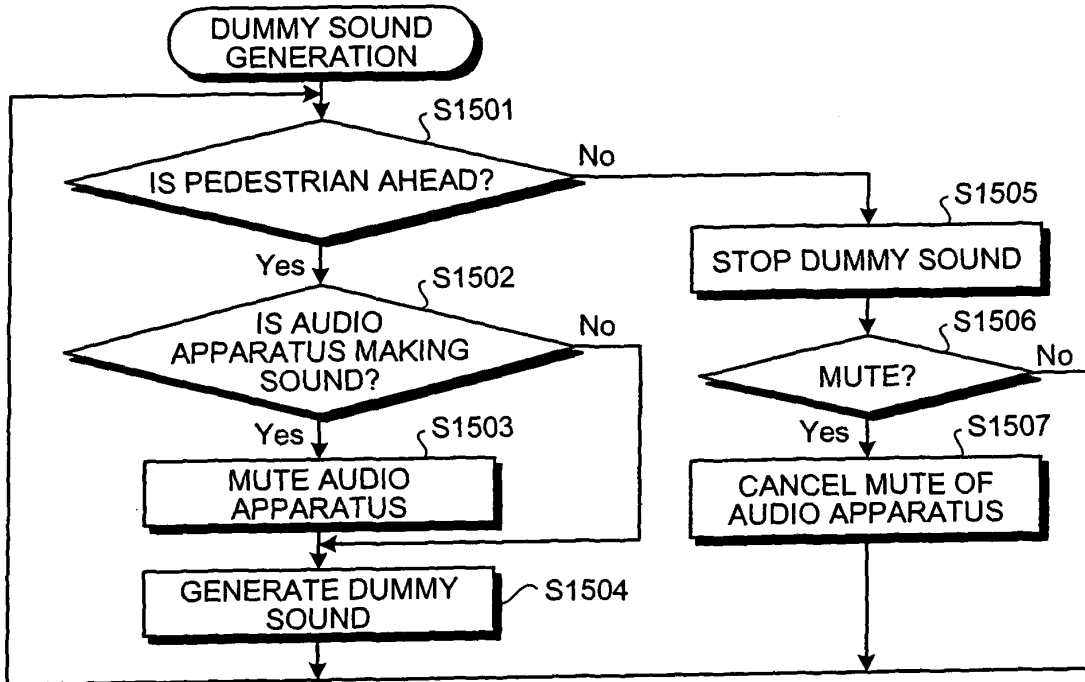 DUMMY SOUND
GENERATION
S1501
IS PEDESTRIAN AHEAD?
No
Yes
S1502
IS AUDIO
APPARATUS MAKING
SOUND?
No
Yes
S1503
MUTE AUDIO
APPARATUS
GENERATE DUMMY
SOUND
S1504
S1505
STOP DUMMY SOUND
S1506
MUTE?
No
Yes
S1507
CANCEL MUTE OF
AUDIO APPARATUS